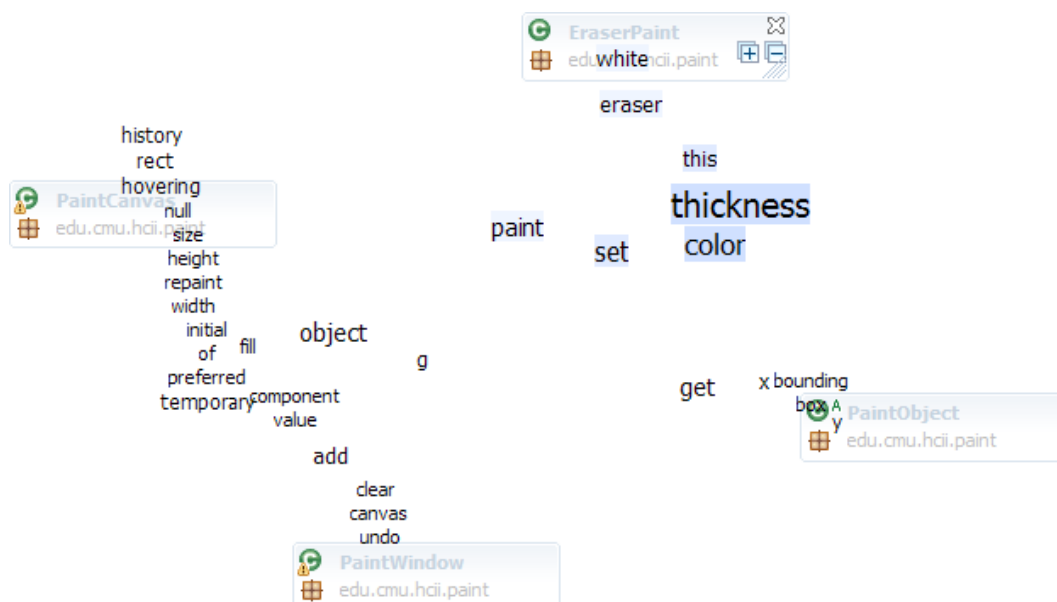 EraserPaint
edu.cmu.hcii.paint
white
eraser
history
rect
hovering
this
PaintCanvas
null
thickness
edu.cmu.hcii.paint
size
paint
set
color
height
repaint
width
initial
object
of
fill
g
preferred
get
x bounding
temporary
component
box
A
PaintObject
value
y
edu.cmu.hcii.paint
add
clear
canvas
undo
PaintWindow
edu.cmu.hcii.paint